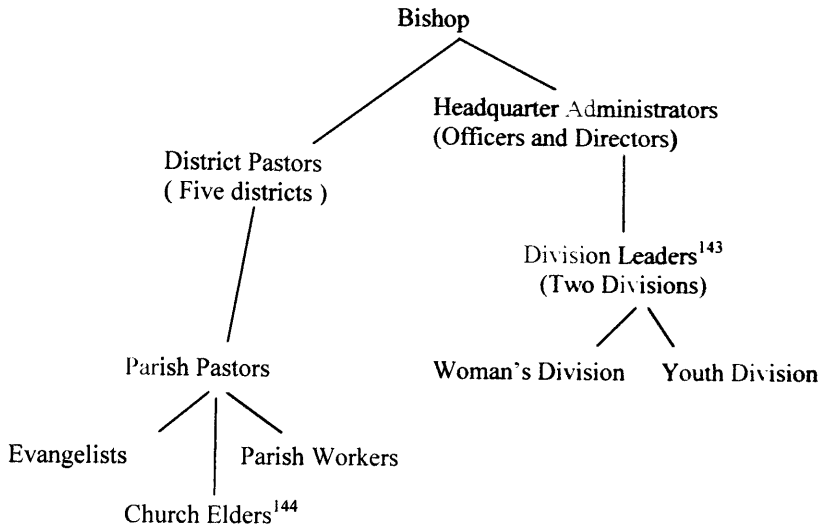 Bishop
Headquarter Administrators
(Officers and Directors)
District Pastors
( Five districts )
Division Leaders143
(Two Divisions)
Parish Pastors
Woman's Division
Youth Division
Evangelists
Parish Workers
Church Elders144